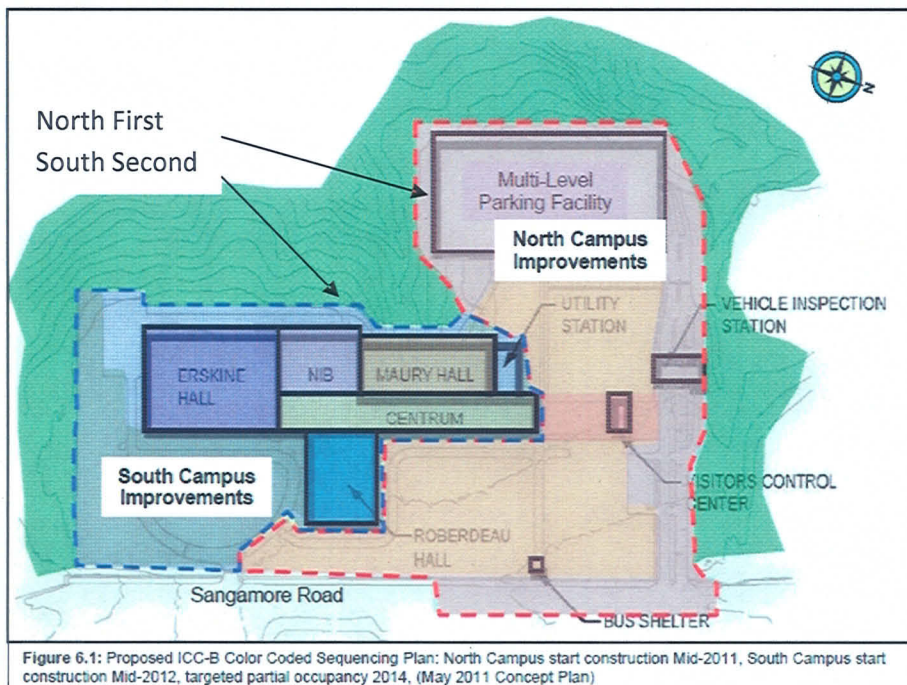 North First
South Second
N
Multi-Level
Parking Facility
North Campus
Improvements
UTILITY
STATION
VEHICLE INSPECTION
STATION
ERSKINE
HALL
NIB
MAURY HALL
CENTRUM
South Campus
Improvements
VISITORS CONTROL
CENTER
ROBERDEAU
HALL
Sangamore Road
BUS SHELTER
Figure 6.1: Proposed ICC-B Color Coded Sequencing Plan: North Campus start construction Mid-2011, South Campus start
construction Mid-2012, targeted partial occupancy 2014, (May 2011 Concept Plan)